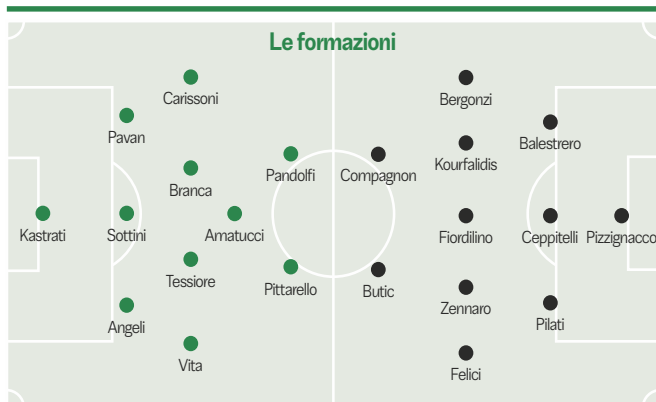 Le formazioni
Carissoni
Pavan
Branca
Pandolfi
Kastrati
Sottini
Amatucci
Tessiore
Pittarello
Angeli
Vita
Bergonzi
Balestrero
Kourfalidis
Compagnon
Fiordilino
Ceppitelli
Pizzignacco
Butic
Zennaro
Pilati
Felici